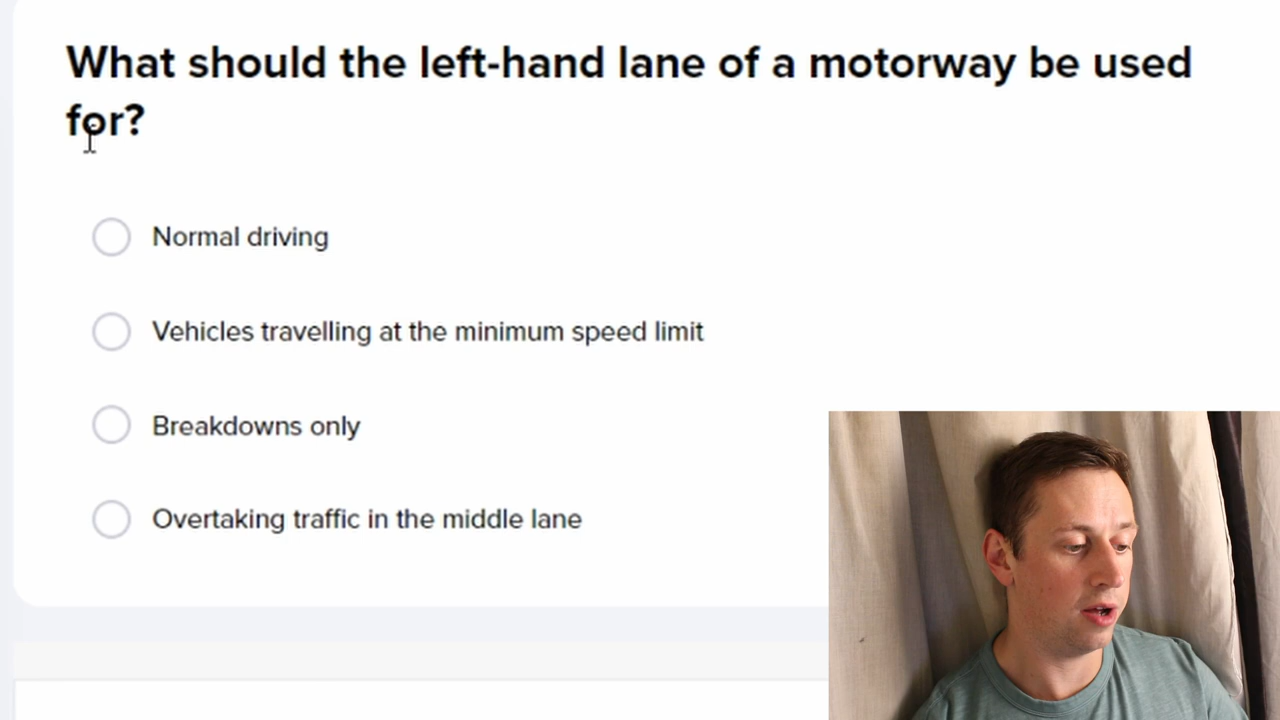 What should the left-hand lane of a motorway be used
for?
Normal driving
Vehicles travelling at the minimum speed limit
Breakdowns only
Overtaking traffic in the middle lane